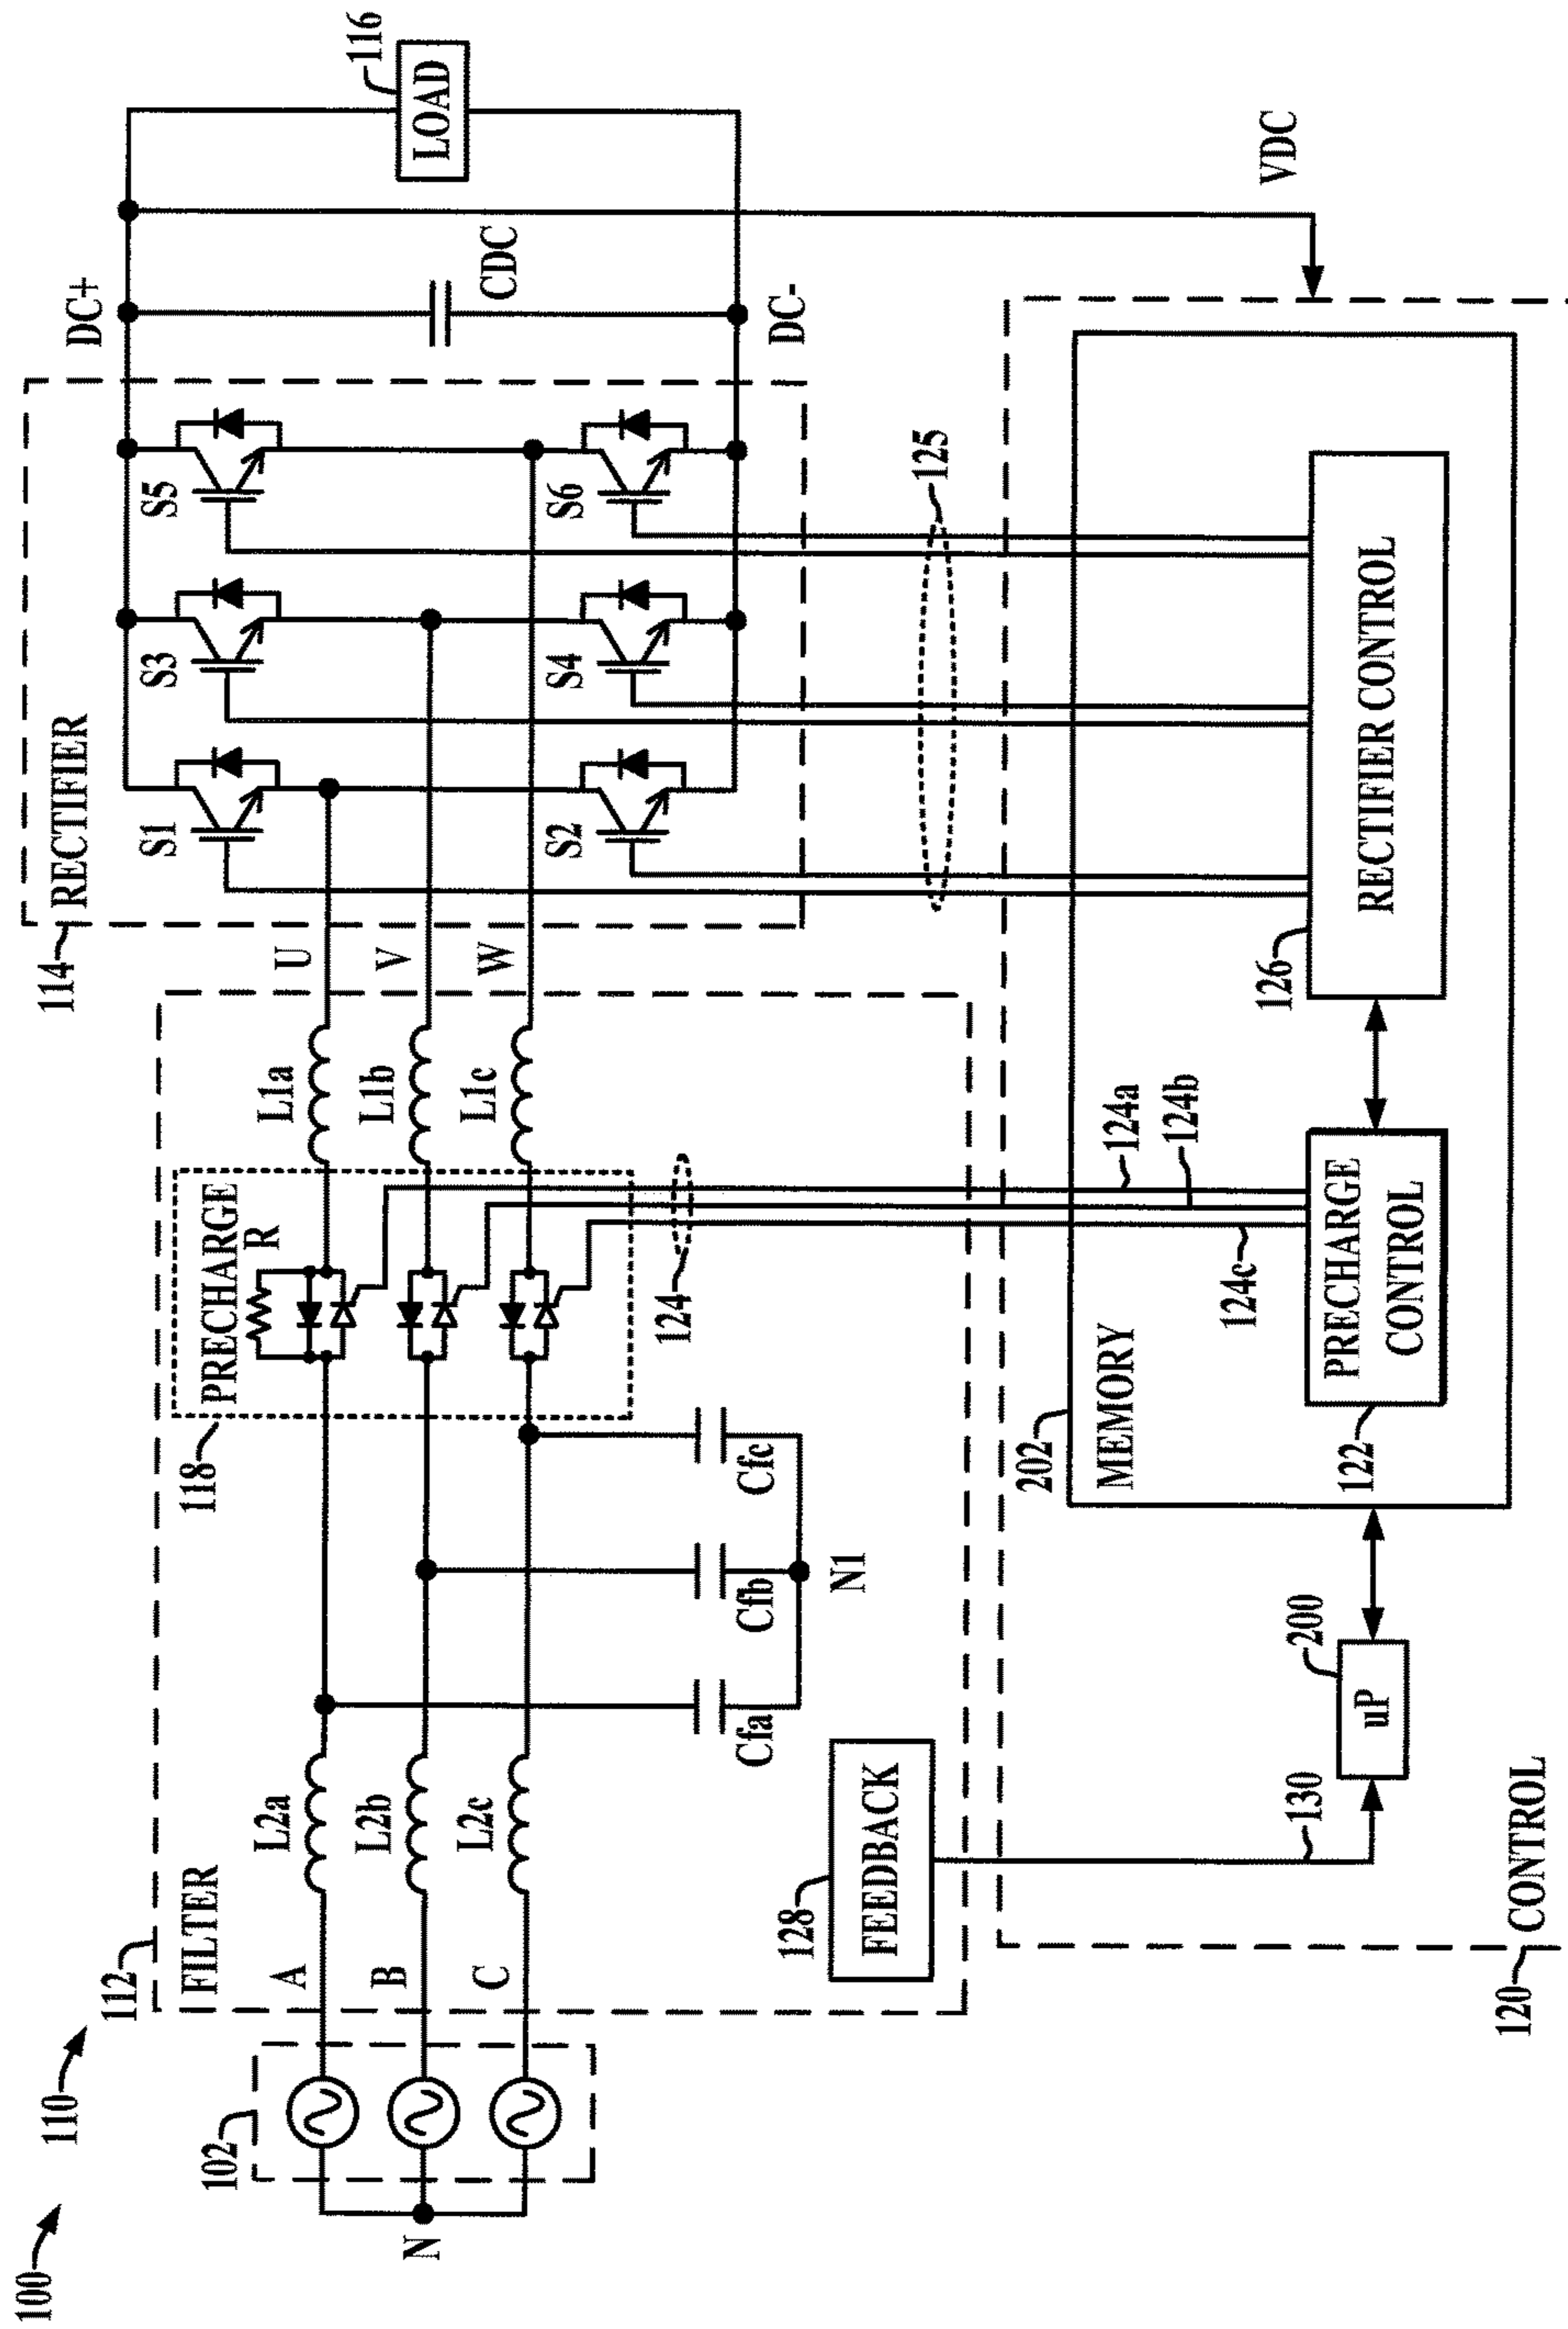 100
110
102
N
112
FILTER
A
B
C
L2a
L2b
L2c
Cfa
Cfb
Cfc
N1
118
PRECHARGE
R
L1a
L1b
L1c
124
U
V
W
114
RECTIFIER
S1
S3
S5
S2
S4
S6
DC+
DC-
CDC
116
LOAD
125
VDC
128
FEEDBACK
130
120
CONTROL
200
uP
202
MEMORY
122
PRECHARGE
CONTROL
124a
124b
124c
126
RECTIFIER CONTROL